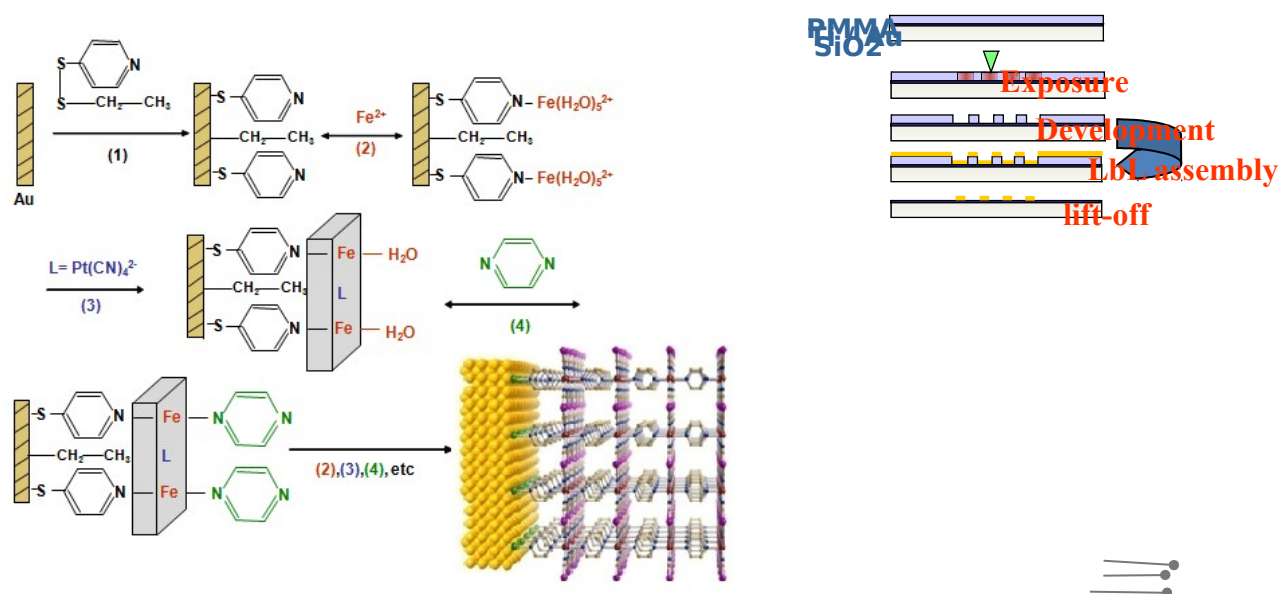 PMMA
Ti / Au
SiO2
Exposure
Development
LbL assembly
lift-off
S
N
S
CH₂
CH₃
Au
(1)
S
N
CH₂
CH₃
S
N
Fe²⁺
(2)
S
N
Fe(H₂O)₅²⁺
CH₂
CH₃
S
N
Fe(H₂O)₅²⁺
L= Pt(CN)₄²⁻
(3)
S
N
Fe
H₂O
CH₂
CH₃
L
S
N
Fe
H₂O
N
N
(4)
S
N
Fe
N
N
CH₂
CH₃
L
S
N
Fe
N
N
(2),(3),(4), etc